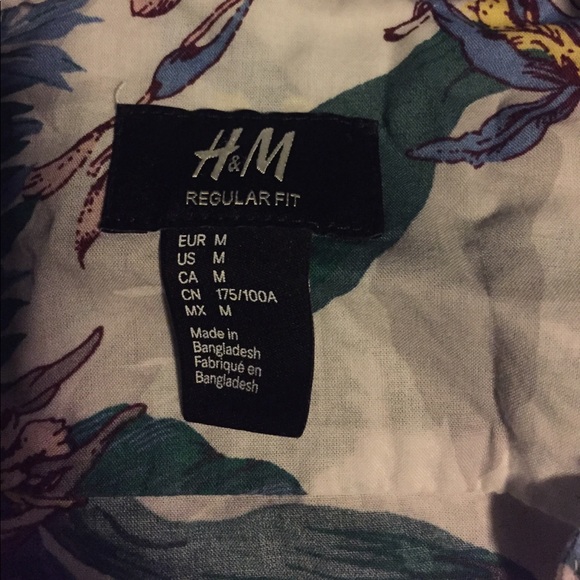 H&M
REGULAR FIT
EUR M
US M
CA M
CN 175/100A
MX M
Made in
Bangladesh
Fabriqué en
Bangladesh